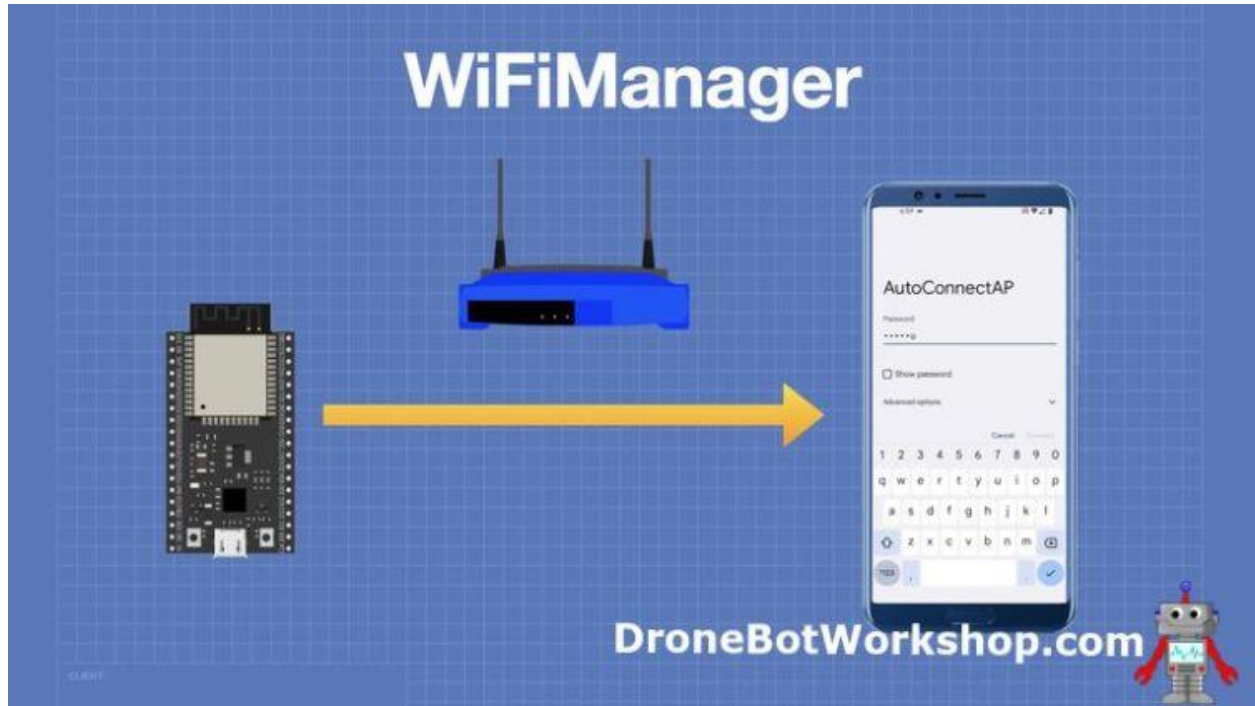 WiFiManager
AutoConnectAP
Password
•••••o
Show password
Advanced options
Cancel
1 2 3 4 5 6 7 8 9 0
q w e r t y u i o p
a s d f g h j k l
z x c v b n m
?123 , .
DroneBotWorkshop.com